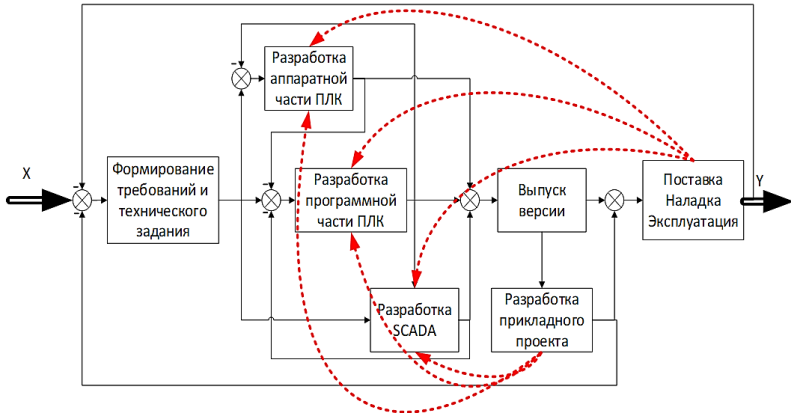 Разработка
аппаратной
части ПЛК
X
Формирование
требований и
технического
задания
Разработка
программной
части ПЛК
Выпуск
версии
Поставка
Наладка
Эксплуатация
Y
Разработка
SCADA
Разработка
прикладного
проекта